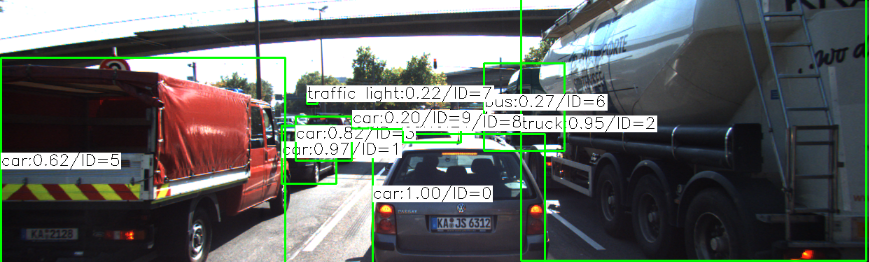 KRA
traffic light:0.22/ID=7
bus:0.27/ID=6
car:0.20/ID=9
/ID=8
truck:0.95/ID=2
car:0.82/ID=3
car:0.97/ID=1
car:0.62/ID=5
car:1.00/ID=0
...wo a
KA JS 6312